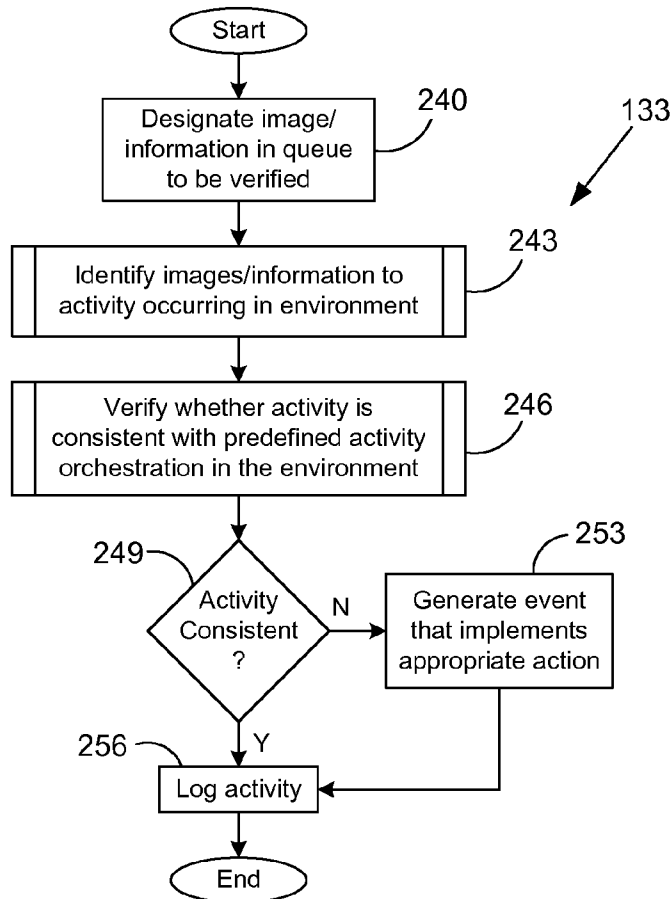 Start
Designate image/
information in queue
to be verified
240
133
Identify images/information to
activity occurring in environment
243
Verify whether activity is
consistent with predefined activity
orchestration in the environment
246
249
Activity
Consistent
?
N
253
Generate event
that implements
appropriate action
Y
256
Log activity
End